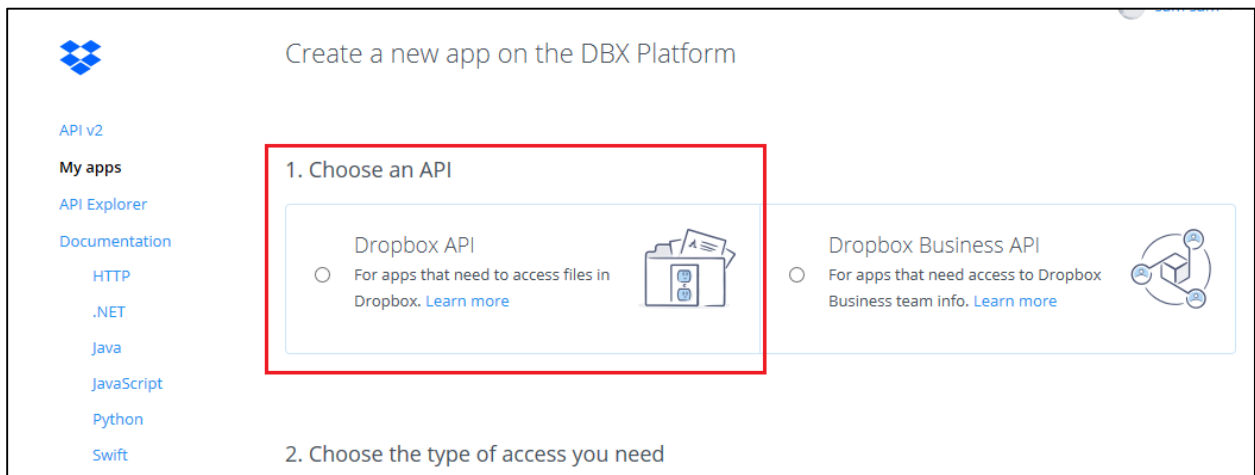 Create a new app on the DBX Platform
API v2
My apps
API Explorer
Documentation
HTTP
.NET
Java
JavaScript
Python
Swift
1. Choose an API
Dropbox API
For apps that need to access files in
Dropbox. Learn more
Dropbox Business API
For apps that need access to Dropbox
Business team info. Learn more
2. Choose the type of access you need